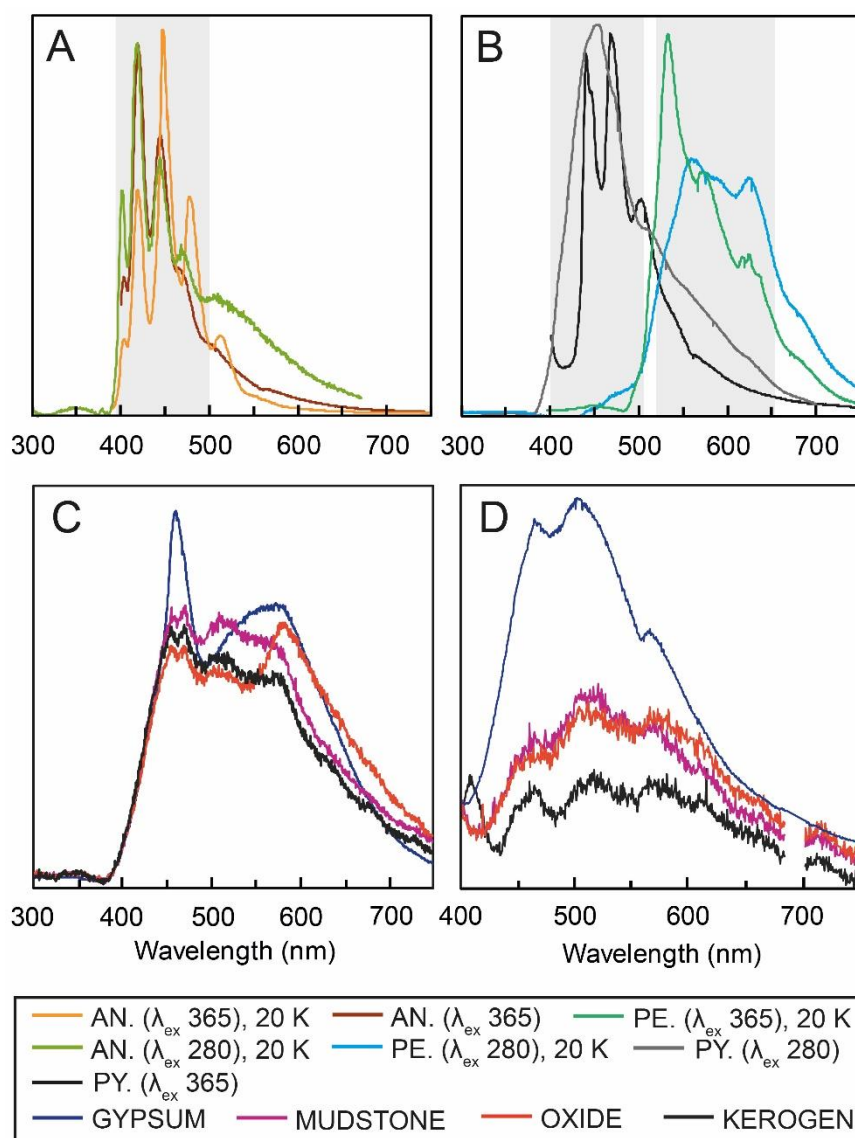 A
B
300 400 500 600 700
400 500 600 700
C
D
300 400 500 600 700
400 500 600 700
Wavelength (nm)
Wavelength (nm)
AN. (λex 365), 20 K
AN. (λex 365)
PE. (λex 365), 20 K
AN. (λex 280), 20 K
PE. (λex 280), 20 K
PY. (λex 280)
PY. (λex 365)
GYPSUM
MUDSTONE
OXIDE
KEROGEN